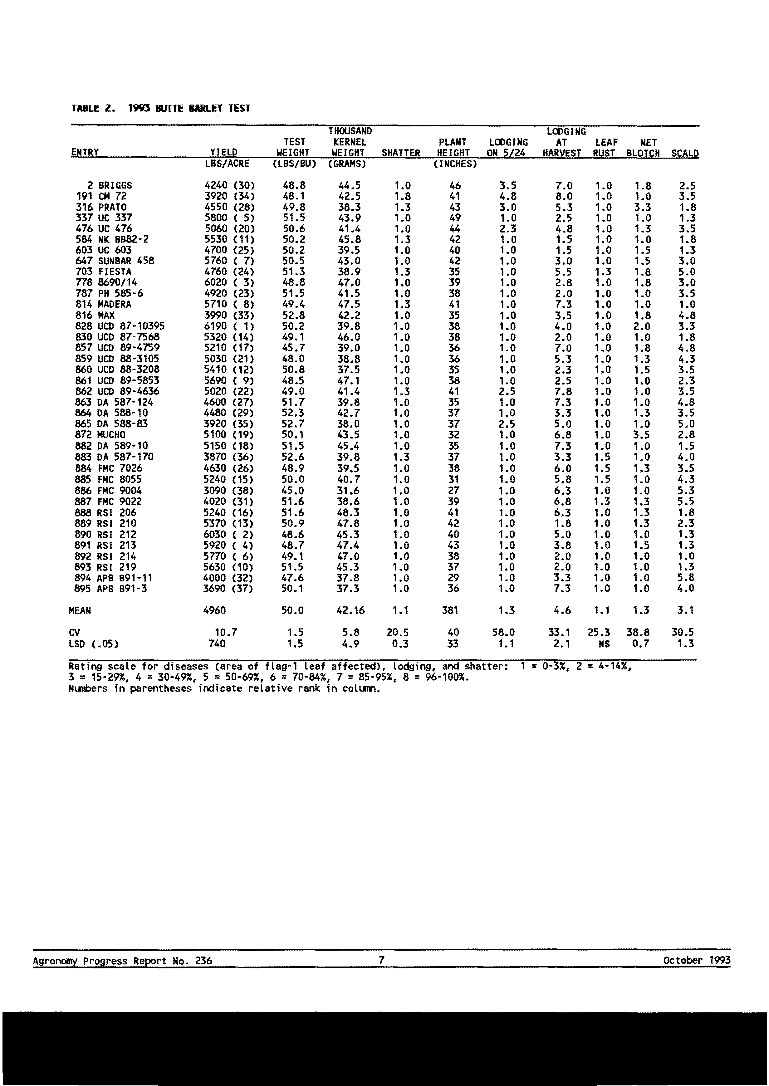 TABLE 2. 1993 BUTTE BARLEY TEST
THOUSAND LODGING
TEST KERNEL PLANT LODGING AT LEAF NET
ENTRY YIELD WEIGHT WEIGHT SHATTER HEIGHT ON 5/24 HARVEST RUST BLOTCH SCALD
LBS/ACRE (LBS/BU) (GRAMS) (INCHES)
2 BRIGGS 4240 (30) 48.8 44.5 1.0 46 3.5 7.0 1.0 1.8 2.5
191 CM 72 3920 (34) 48.1 42.5 1.8 41 4.8 8.0 1.0 1.0 3.5
316 PRATO 4550 (28) 49.8 38.3 1.3 43 3.0 5.3 1.0 3.3 1.8
337 UC 337 5800 ( 5) 51.5 43.9 1.0 49 1.0 2.5 1.0 1.0 1.3
476 UC 476 5060 (20) 50.6 41.4 1.0 44 2.3 4.8 1.0 1.3 3.5
584 NK BB82-2 5530 (11) 50.2 45.8 1.3 42 1.0 1.5 1.0 1.0 1.8
603 UC 603 4700 (25) 50.2 39.5 1.0 40 1.0 1.5 1.0 1.5 1.3
647 SUNBAR 458 5760 ( 7) 50.5 43.0 1.0 42 1.0 3.0 1.0 1.5 3.0
703 FIESTA 4760 (24) 51.3 38.9 1.3 35 1.0 5.5 1.3 1.8 5.0
778 8690/14 6020 ( 3) 48.8 47.0 1.0 39 1.0 2.8 1.0 1.8 3.0
787 PH 585-6 4920 (23) 51.5 41.5 1.0 38 1.0 2.0 1.0 1.0 3.5
814 MADERA 5710 ( 8) 49.4 47.5 1.3 41 1.0 7.3 1.0 1.0 1.0
816 MAX 3990 (33) 52.8 42.2 1.0 35 1.0 3.5 1.0 1.8 4.8
828 UCD 87-10395 6190 ( 1) 50.2 39.8 1.0 38 1.0 4.0 1.0 2.0 3.3
830 UCD 87-7568 5320 (14) 49.1 46.0 1.0 38 1.0 2.0 1.0 1.0 1.8
857 UCD 89-4759 5210 (17) 45.7 39.0 1.0 36 1.0 7.0 1.0 1.8 4.8
859 UCD 88-3105 5030 (21) 48.0 38.8 1.0 36 1.0 5.3 1.0 1.3 4.3
860 UCD 88-3208 5410 (12) 50.8 37.5 1.0 35 1.0 2.3 1.0 1.5 3.5
861 UCD 89-5853 5690 ( 9) 48.5 47.1 1.0 38 1.0 2.5 1.0 1.0 2.3
862 UCD 89-4636 5020 (22) 49.0 41.4 1.3 41 2.5 7.8 1.0 1.0 3.5
863 DA 587-124 4600 (27) 51.7 39.8 1.0 35 1.0 7.3 1.0 1.0 4.8
864 DA 588-10 4480 (29) 52.3 42.7 1.0 37 1.0 3.3 1.0 1.3 3.5
865 DA 588-83 3920 (35) 52.7 38.0 1.0 37 2.5 5.0 1.0 1.0 5.0
872 MUCHO 5100 (19) 50.1 43.5 1.0 32 1.0 6.8 1.0 3.5 2.8
882 DA 589-10 5150 (18) 51.5 45.4 1.0 35 1.0 7.3 1.0 1.0 1.5
883 DA 587-170 3870 (36) 52.6 39.8 1.3 37 1.0 3.3 1.5 1.0 4.0
884 FMC 7026 4630 (26) 48.9 39.5 1.0 38 1.0 6.0 1.5 1.3 3.5
885 FMC 8055 5240 (15) 50.0 40.7 1.0 31 1.0 5.8 1.5 1.0 4.3
886 FMC 9004 3090 (38) 45.0 31.6 1.0 27 1.0 6.3 1.0 1.0 5.3
887 FMC 9022 4020 (31) 51.6 38.6 1.0 39 1.0 6.8 1.3 1.3 5.5
888 RSI 206 5240 (16) 51.6 48.3 1.0 41 1.0 6.3 1.0 1.3 1.8
889 RSI 210 5370 (13) 50.9 47.8 1.0 42 1.0 1.8 1.0 1.3 2.3
890 RSI 212 6030 ( 2) 48.6 45.3 1.0 40 1.0 5.0 1.0 1.0 1.3
891 RSI 213 5920 ( 4) 48.7 47.4 1.0 43 1.0 3.8 1.0 1.5 1.3
892 RSI 214 5770 ( 6) 49.1 47.0 1.0 38 1.0 2.0 1.0 1.0 1.0
893 RSI 219 5630 (10) 51.5 45.3 1.0 37 1.0 2.0 1.0 1.0 1.3
894 APB B91-11 4000 (32) 47.6 37.8 1.0 29 1.0 3.3 1.0 1.0 5.8
895 APB B91-3 3690 (37) 50.1 37.3 1.0 36 1.0 7.3 1.0 1.0 4.0
MEAN 4960 50.0 42.16 1.1 381 1.3 4.6 1.1 1.3 3.1
CV 10.7 1.5 5.8 20.5 40 58.0 33.1 25.3 38.8 30.5
LSD (.05) 740 1.5 4.9 0.3 33 1.1 2.1 NS 0.7 1.3
Rating scale for diseases (area of flag-1 leaf affected), lodging, and shatter: 1 = 0-3%, 2 = 4-14%,
3 = 15-29%, 4 = 30-49%, 5 = 50-69%, 6 = 70-84%, 7 = 85-95%, 8 = 96-100%.
Numbers in parentheses indicate relative rank in column.
Agronomy Progress Report No. 236 7 October 1993